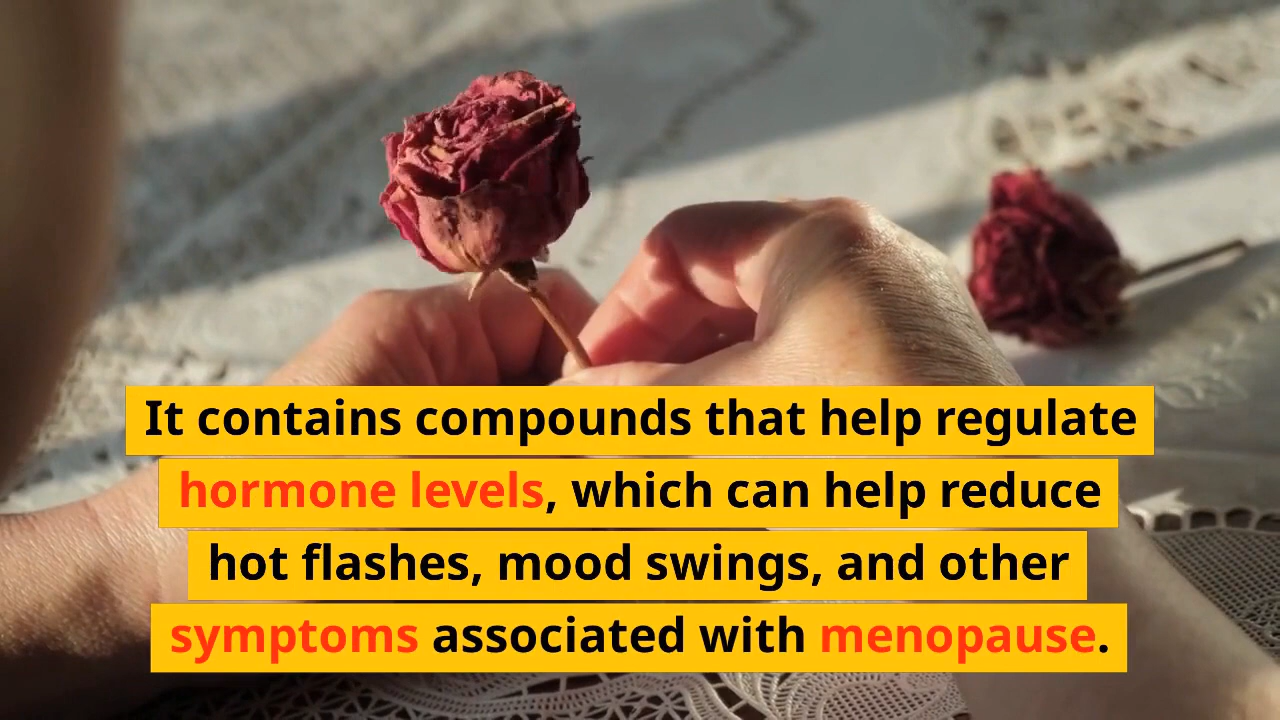 It contains compounds that help regulate
hormone levels, which can help reduce
hot flashes, mood swings, and other
symptoms associated with menopause.